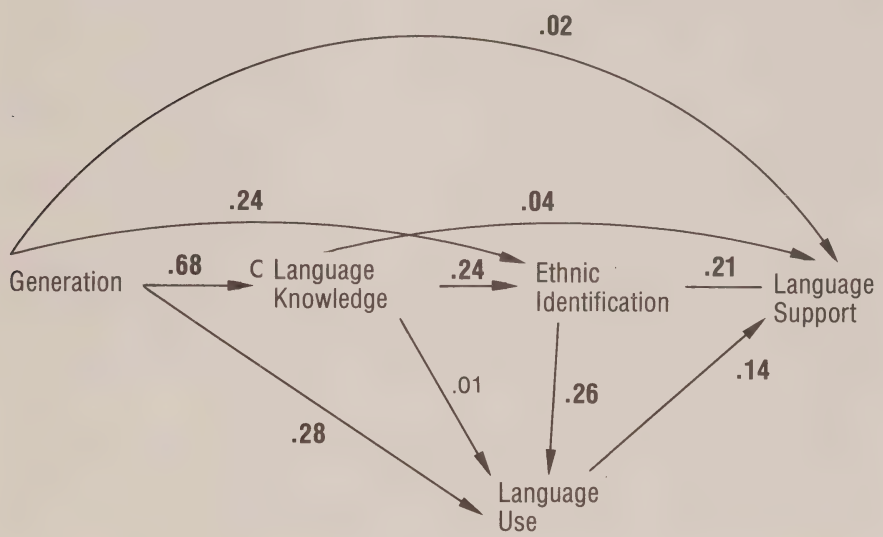 .02
.24
.04
Generation
.68
C Language
Knowledge
.24
Ethnic
Identification
.21
Language
Support
.01
.26
.14
.28
Language
Use